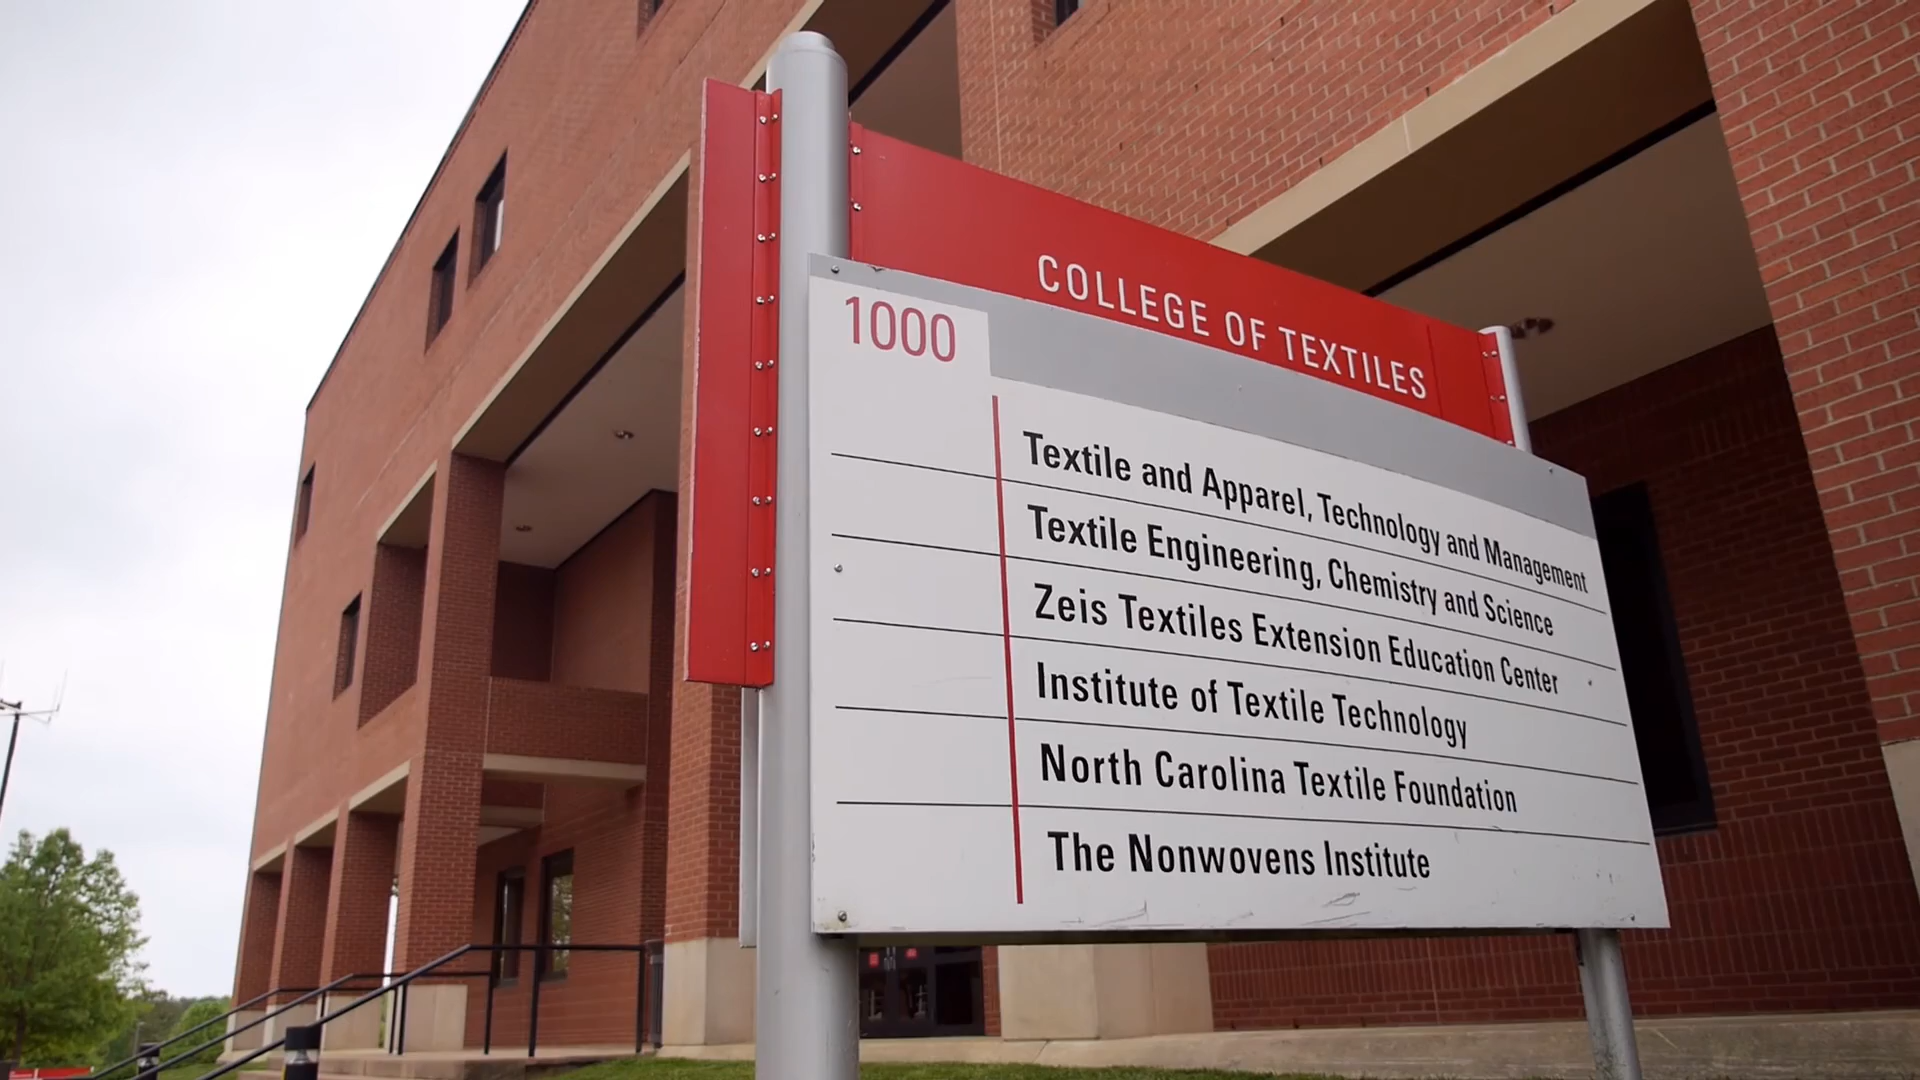 COLLEGE OF TEXTILES
1000
Textile and Apparel, Technology and Management
Textile Engineering, Chemistry and Science
Zeis Textiles Extension Education Center
Institute of Textile Technology
North Carolina Textile Foundation
The Nonwovens Institute